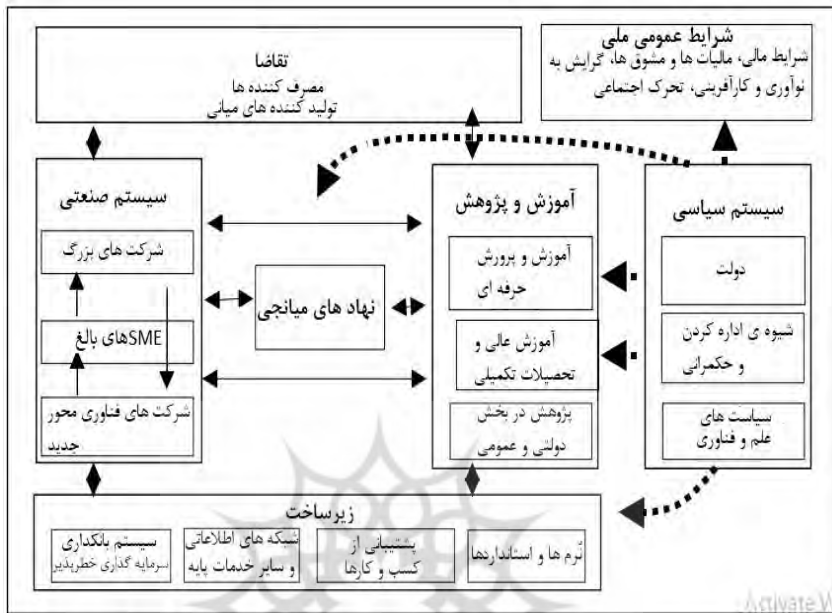 شرایط عمومی ملی
شرایط مالی، مالیات ها و مشوق ها، گرایش به
نوآوری و کارآفرینی، تحرک اجتماعی
تقاضا
مصرف کننده ها
تولید کننده های میانی
سیستم سیاسی
دولت
شیوه ی اداره کردن
و حکمرانی
سیاست های
علم و فناوری
آموزش و پژوهش
آموزش و پرورش
حرفه ای
آموزش عالی و
تحصیلات تکمیلی
پژوهش در بخش
دولتی و عمومی
نهاد های میانجی
سیستم صنعتی
شرکت های بزرگ
SMEهای بالغ
شرکت های فناوری محور
جدید
زیرساخت
نُرم ها و استانداردها
پشتیبانی از
کسب و کارها
شبکه های اطلاعاتی
و سایر خدمات پایه
سیستم بانکداری
سرمایه گذاری خطرپذیر
Activate W